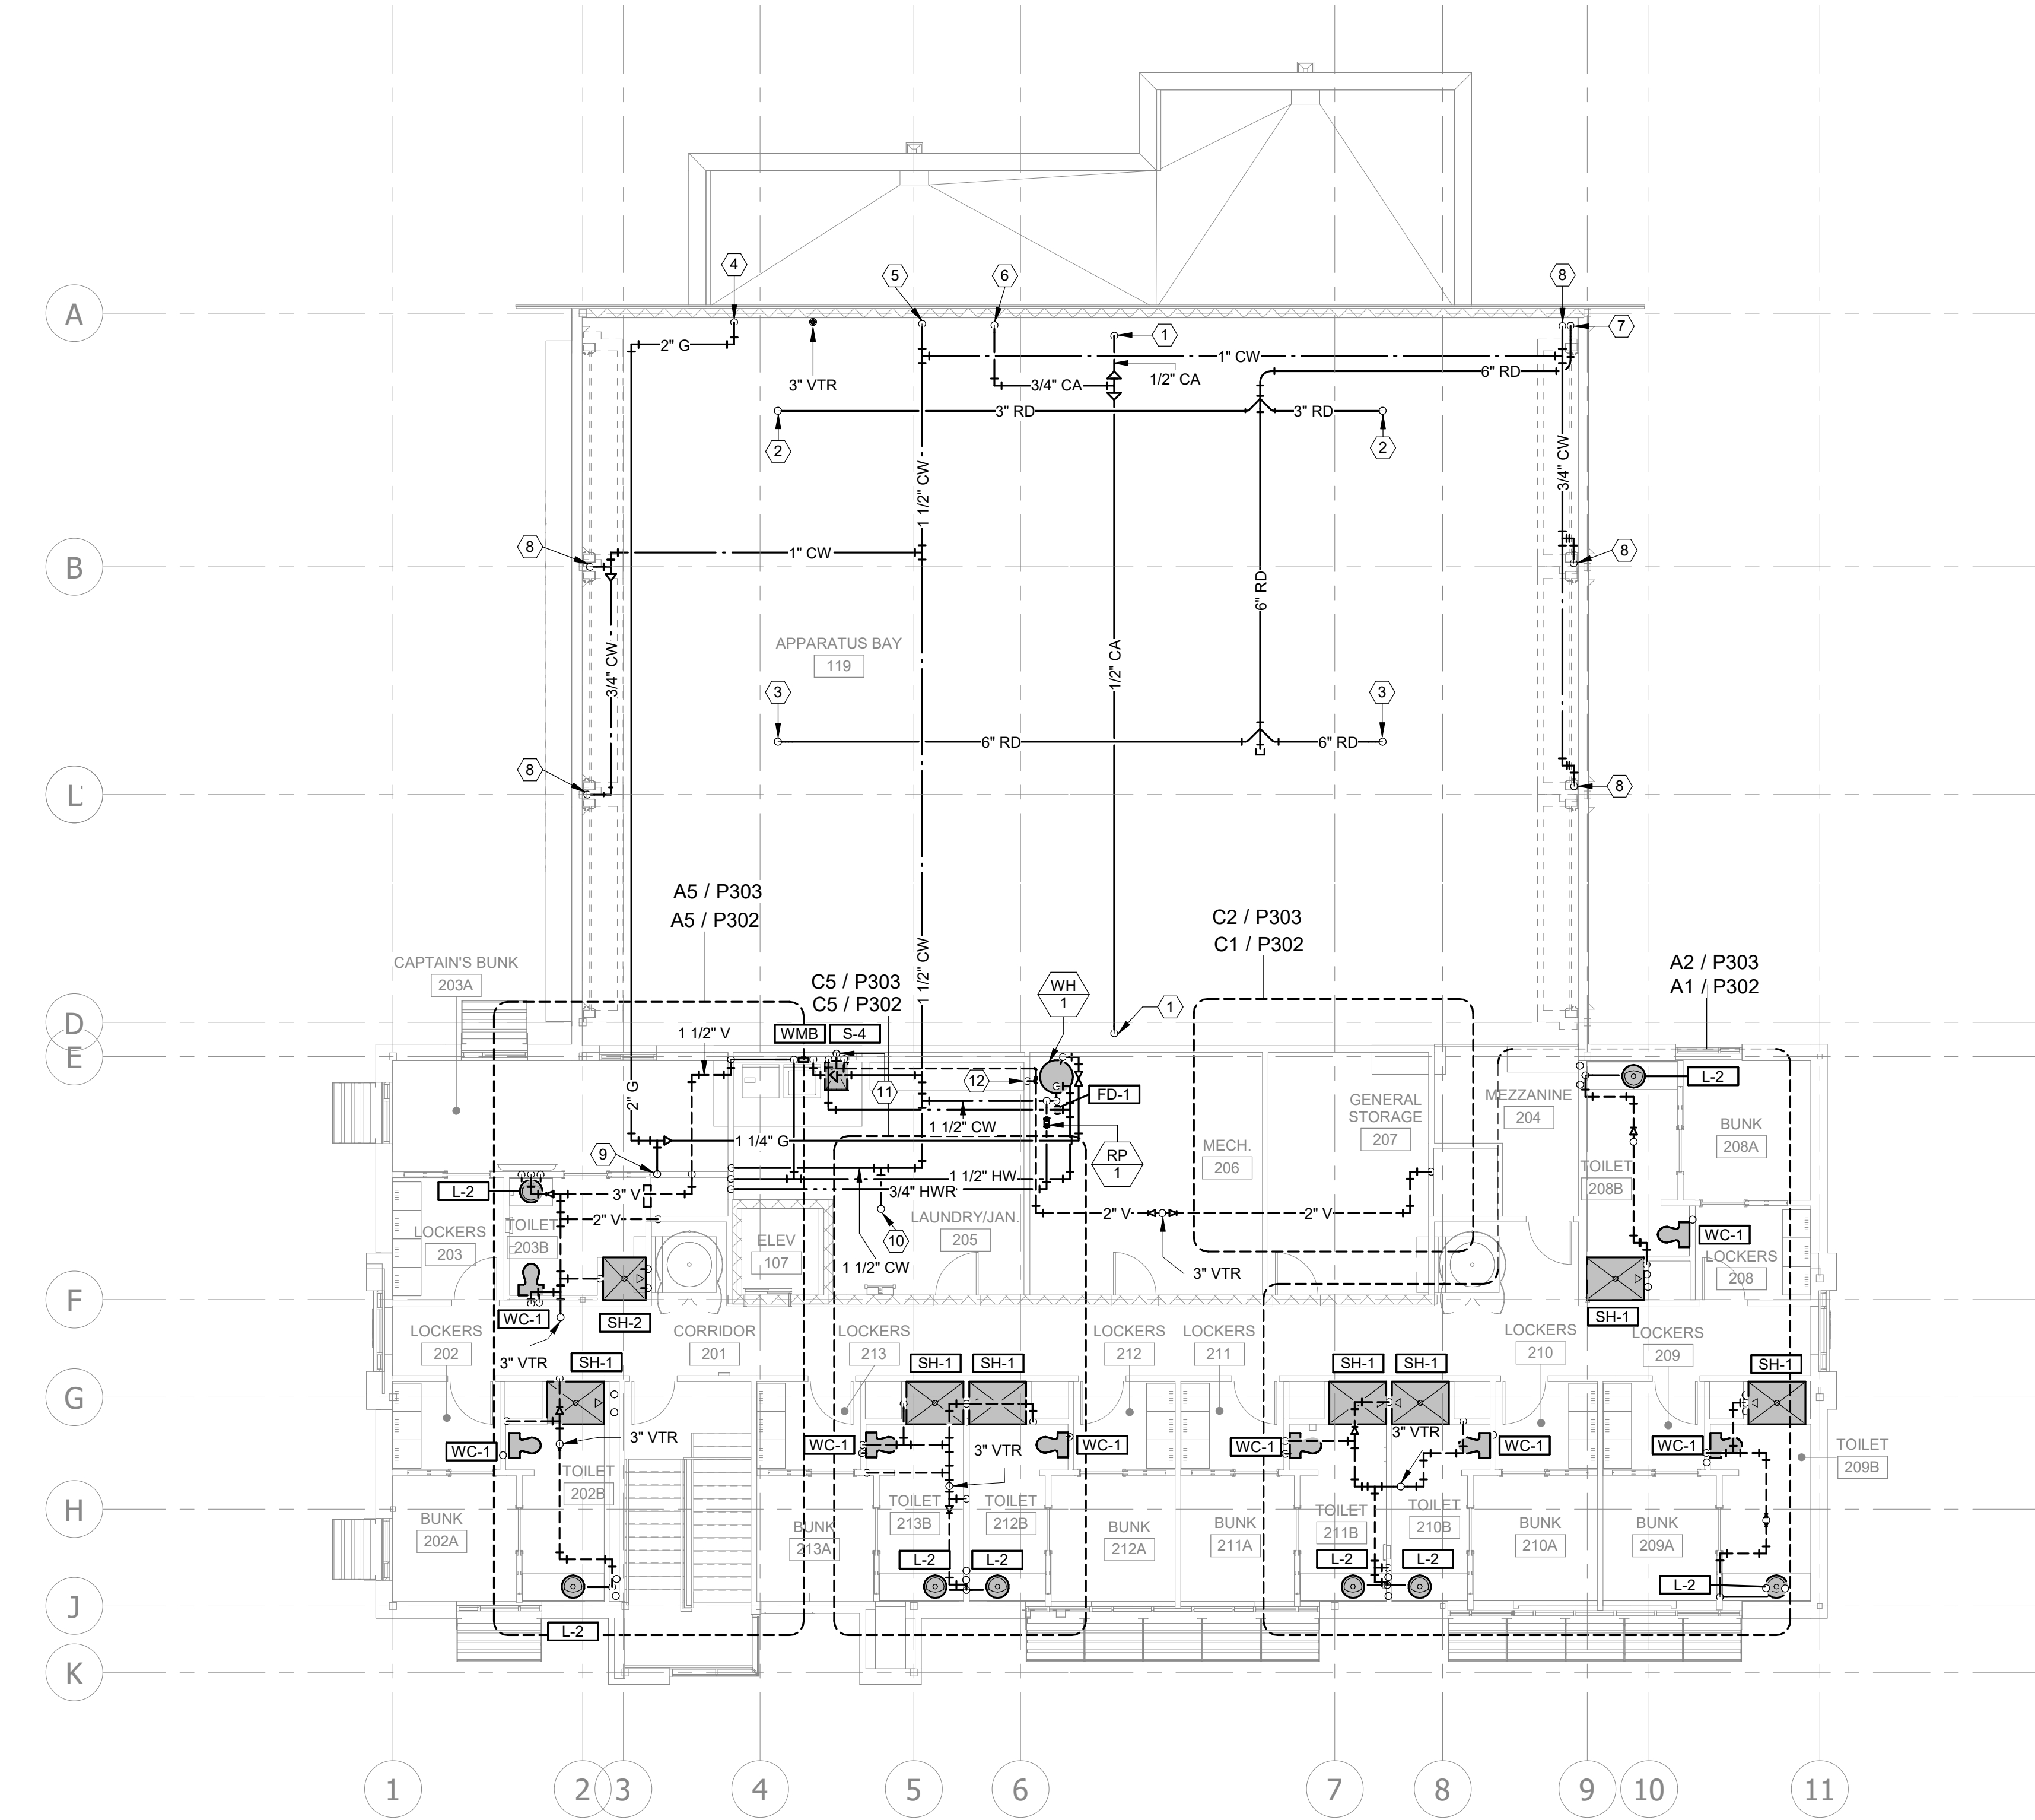 4
5
6
8
7
1
A
2" G
1" CW
3" VTR
3/4" CA
1/2" CA
6" RD
3" RD
3" RD
2
2
1 1/2" CW
3/4" CW
8
1" CW
8
B
6" RD
APPARATUS BAY
119
1/2" CA
3/4" CW
3
3
6" RD
6" RD
8
8
L
A5 / P303
A5 / P302
C2 / P303
C1 / P302
1 1/2" CW
CAPTAIN'S BUNK
203A
C5 / P303
C5 / P302
A2 / P303
A1 / P302
WH
1
1
D
E
1 1/2" V
WMB
S-4
12
11
FD-1
L-2
2" G
1 1/2" CW
GENERAL
STORAGE
207
MEZZANINE
204
BUNK
208A
1 1/4" G
MECH.
206
9
RP
1
TOILET
208B
L-2
3" V
1 1/2" HW
3/4" HWR
2" V
2" V
2" V
LOCKERS
203
TOILET
203B
ELEV
107
10
LAUNDRY/JAN.
205
WC-1
LOCKERS
208
1 1/2" CW
3" VTR
F
WC-1
SH-2
SH-1
LOCKERS
202
CORRIDOR
201
LOCKERS
213
LOCKERS
212
LOCKERS
211
LOCKERS
210
LOCKERS
209
3" VTR
SH-1
SH-1
SH-1
SH-1
SH-1
SH-1
G
WC-1
3" VTR
WC-1
3" VTR
WC-1
WC-1
3" VTR
WC-1
WC-1
TOILET
209B
TOILET
202B
H
BUNK
202A
BUNK
213A
TOILET
213B
TOILET
212B
BUNK
212A
BUNK
211A
TOILET
211B
TOILET
210B
BUNK
210A
BUNK
209A
L-2
L-2
L-2
L-2
L-2
J
L-2
K
1
2
3
4
5
6
7
8
9
10
11